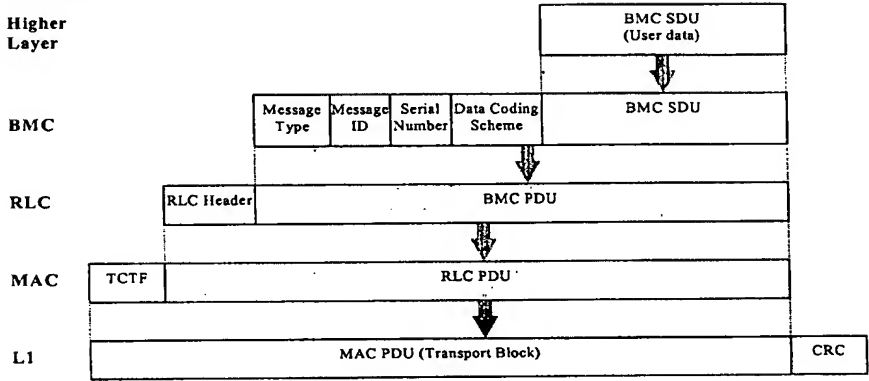 Higher
Layer
BMC SDU
(User data)
BMC
Message
Type
Message
ID
Serial
Number
Data Coding
Scheme
BMC SDU
RLC
RLC Header
BMC PDU
MAC
TCTF
RLC PDU
L1
MAC PDU (Transport Block)
CRC